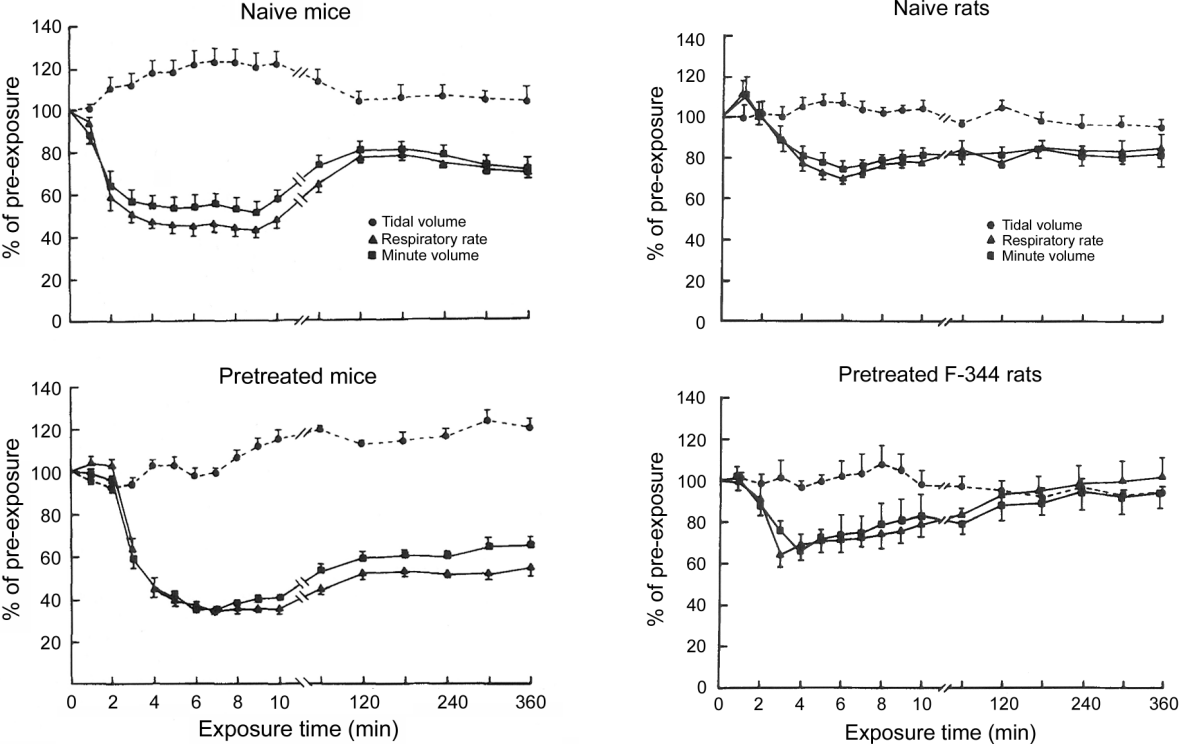 Naive mice
140
120
100
80
60
40
20
0
% of pre-exposure
Tidal volume
Respiratory rate
Minute volume
Naive rats
140
120
100
80
60
40
20
0
% of pre-exposure
Tidal volume
Respiratory rate
Minute volume
Pretreated mice
140
120
100
80
60
40
20
% of pre-exposure
0 2 4 6 8 10 120 240 360
Exposure time (min)
Pretreated F-344 rats
140
120
100
80
60
40
20
0
% of pre-exposure
0 2 4 6 8 10 120 240 360
Exposure time (min)